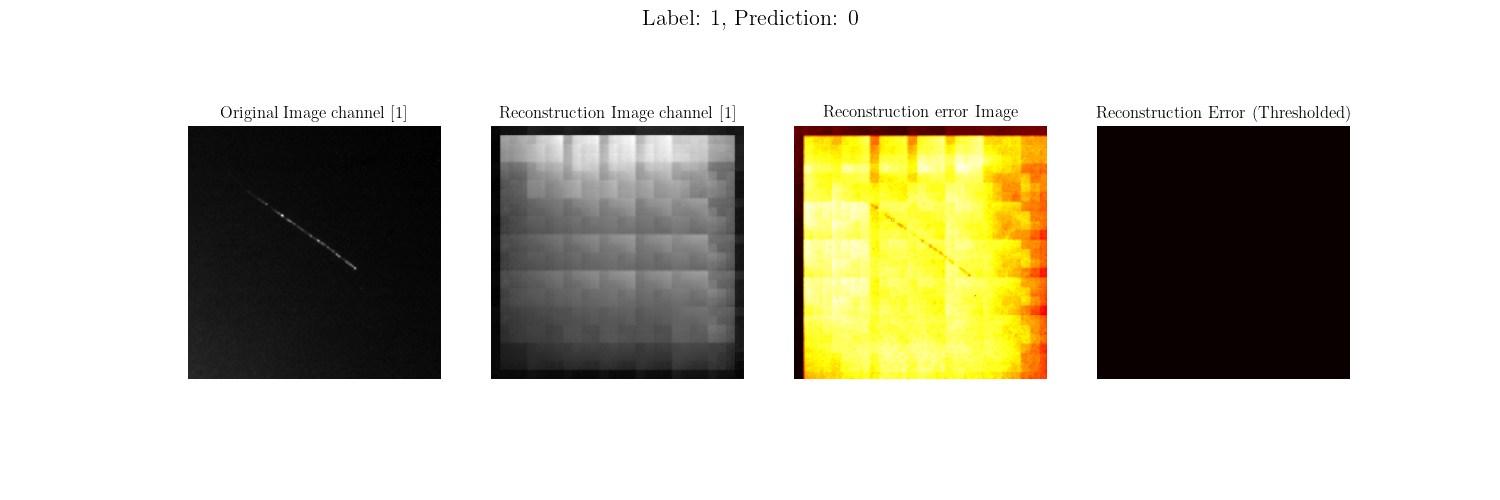 Label: 1, Prediction: 0
Original Image channel [1]
Reconstruction Image channel [1]
Reconstruction error Image
Reconstruction Error (Thresholded)